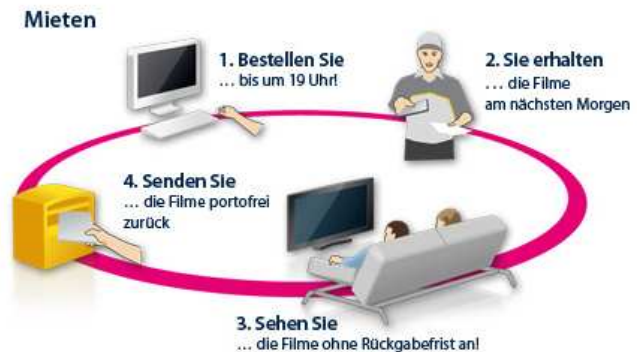 Mieten
1. Bestellen Sie
... bis um 19 Uhr!
2. Sie erhalten
... die Filme
am nächsten Morgen
3. Sehen Sie
... die Filme ohne Rückgabefrist an!
4. Senden Sie
... die Filme portofrei
zurück